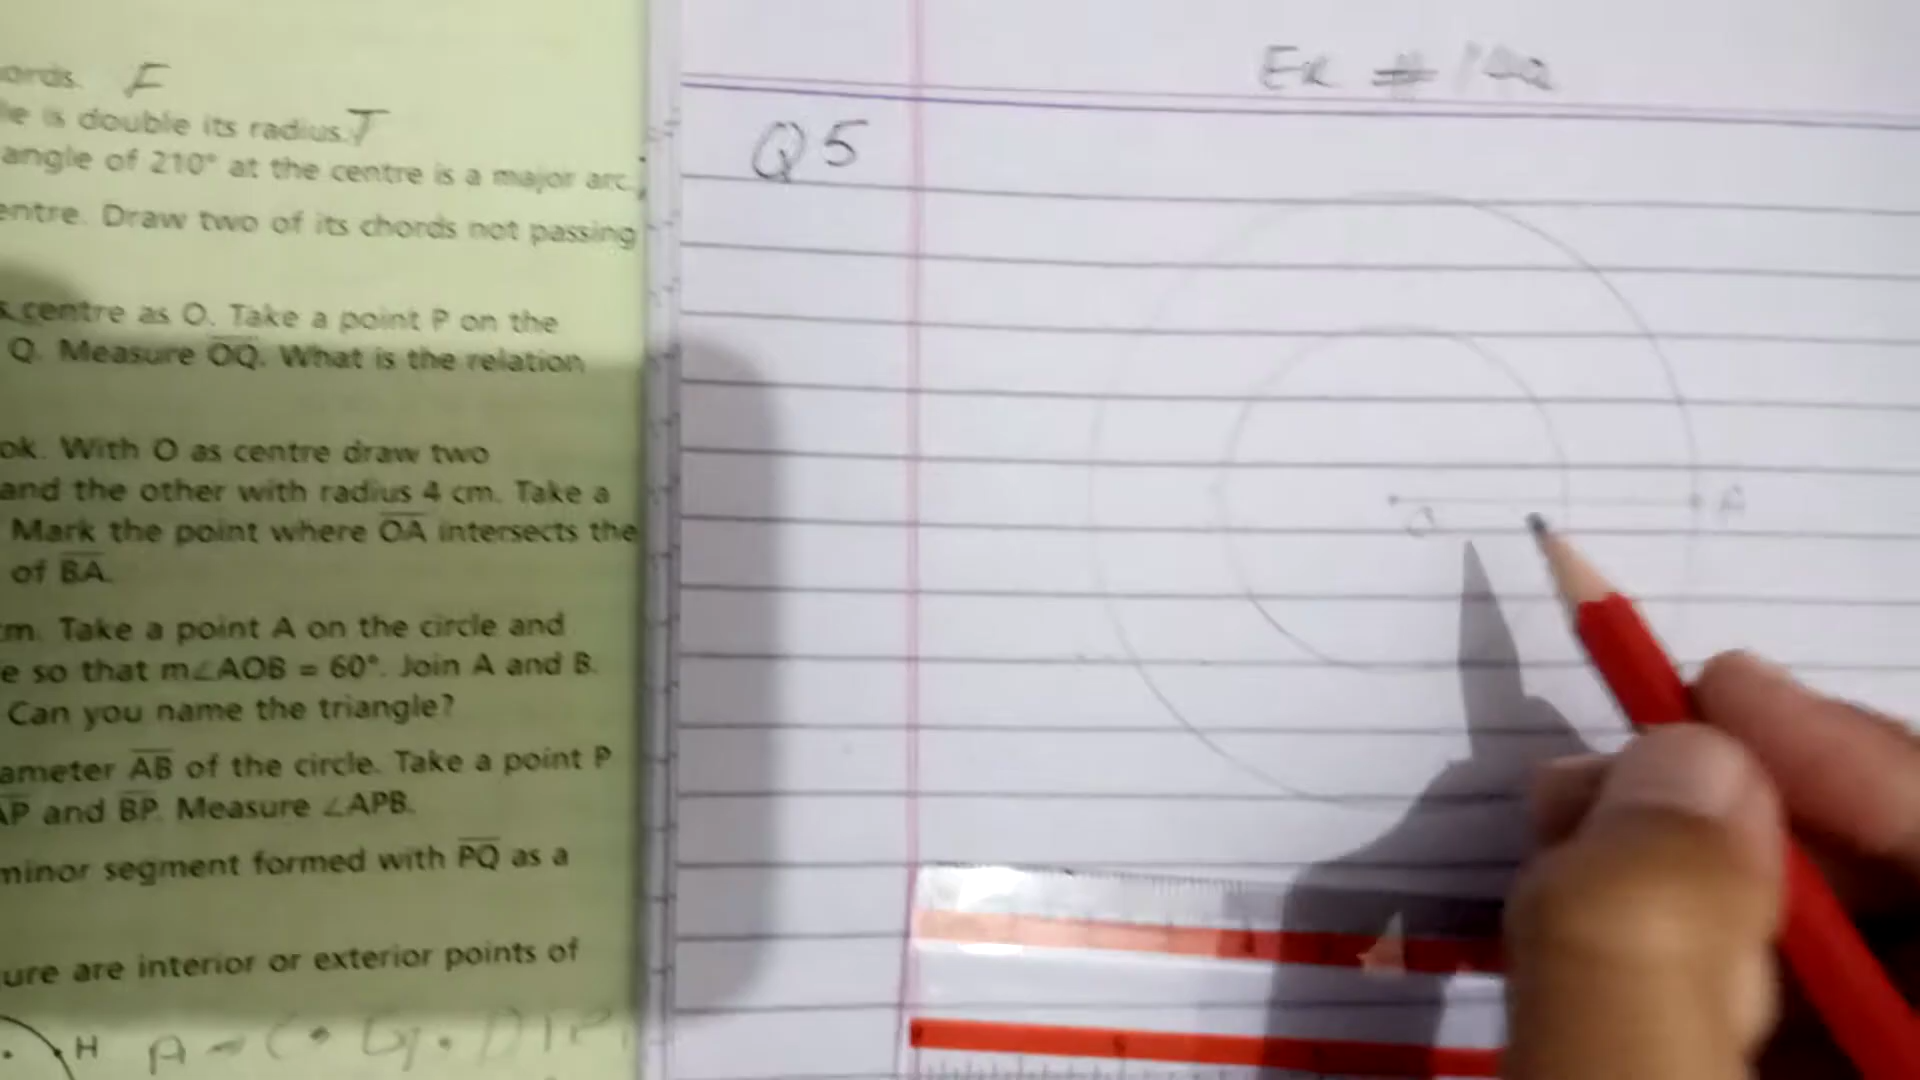 ords. F
le is double its radius. T
angle of 210° at the centre is a major arc.
entre. Draw two of its chords not passing
s centre as O. Take a point P on the
Q. Measure OQ. What is the relation
ok. With O as centre draw two
and the other with radius 4 cm. Take a
Mark the point where OA intersects the
of BA.
cm. Take a point A on the circle and
e so that m∠AOB = 60°. Join A and B.
Can you name the triangle?
ameter AB of the circle. Take a point P
AP and BP. Measure ∠APB.
minor segment formed with PQ as a
ure are interior or exterior points of
H
Ex #
Q5
O A